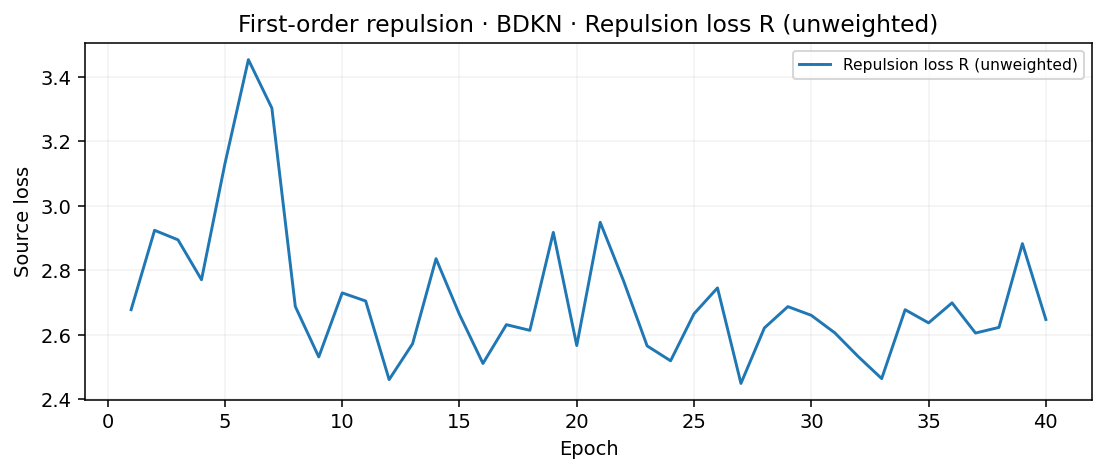 First-order repulsion · BDKN · Repulsion loss R (unweighted)
Repulsion loss R (unweighted)
Source loss
3.4
3.2
3.0
2.8
2.6
2.4
0 5 10 15 20 25 30 35 40
Epoch